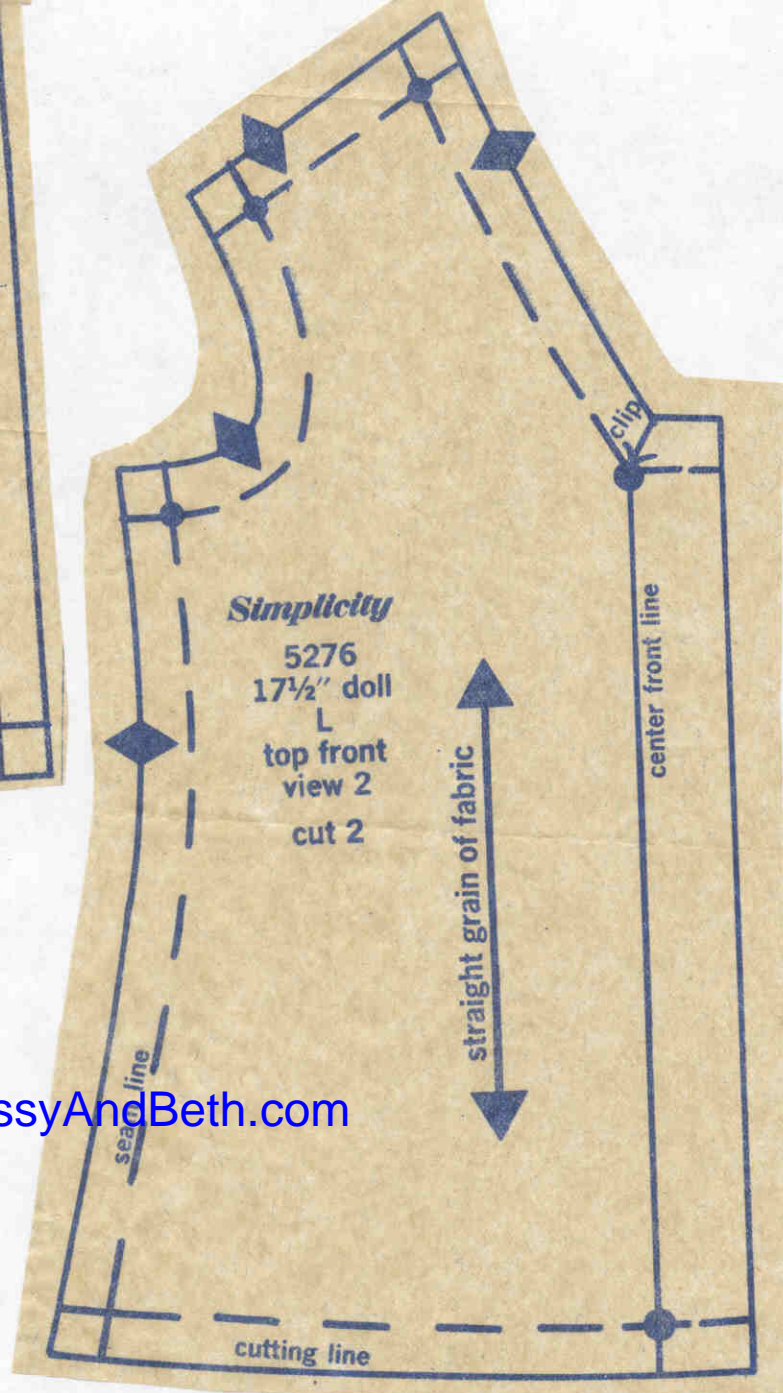 clip
Simplicity
5276
17½″ doll
L
top front
view 2
cut 2
straight grain of fabric
center front line
seam line
ssyAndBeth.com
cutting line